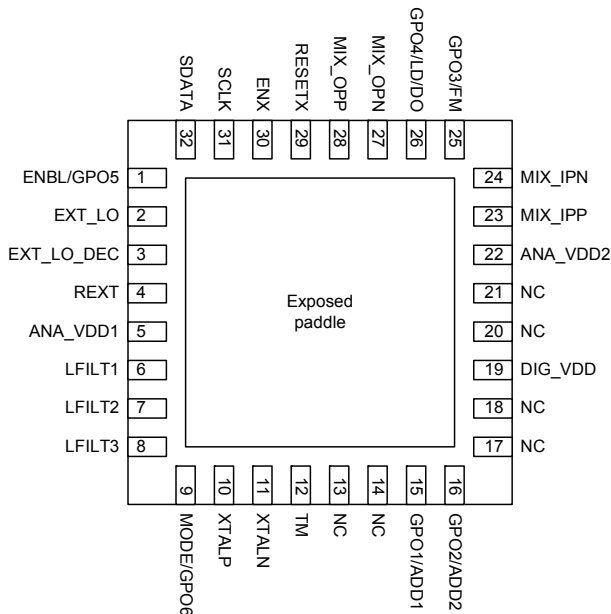 SDATA
SCLK
ENX
RESETX
MIX_OPP
MIX_OPN
GPO4/LD/DO
GPO3/FM
32
31
30
29
28
27
26
25
ENBL/GPO5 1
EXT_LO 2
EXT_LO_DEC 3
REXT 4
ANA_VDD1 5
LFILT1 6
LFILT2 7
LFILT3 8
Exposed
paddle
24 MIX_IPN
23 MIX_IPP
22 ANA_VDD2
21 NC
20 NC
19 DIG_VDD
18 NC
17 NC
9
10
11
12
13
14
15
16
MODE/GPO6
XTALP
XTALN
TM
NC
NC
GPO1/ADD1
GPO2/ADD2